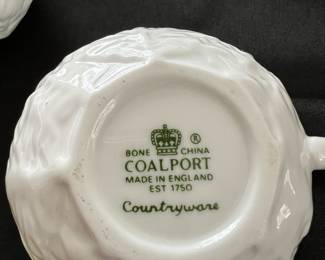 BONE CHINA ®
COALPORT
MADE IN ENGLAND
EST 1750
Countryware